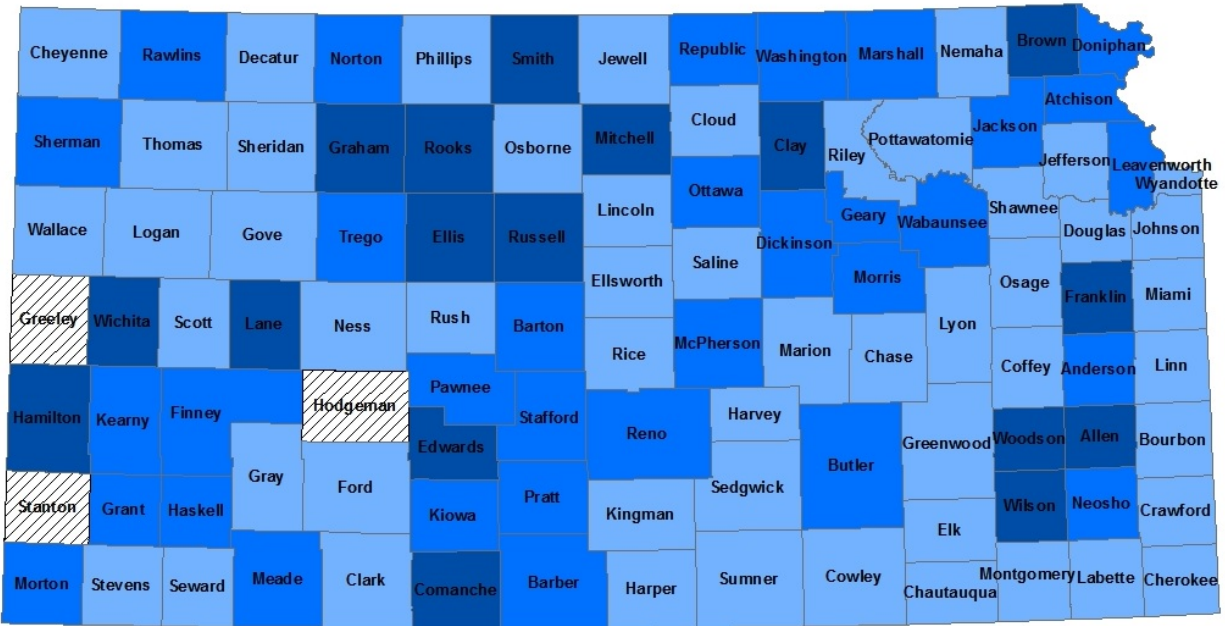 Cheyenne Rawlins Decatur Norton Phillips Smith Jewell Republic Washington Marshall Nemaha Brown Doniphan
Sherman Thomas Sheridan Graham Rooks Osborne Mitchell Cloud Clay Riley Pottawatomie Jackson Atchison
Jefferson Leavenworth
Wyandotte
Wallace Logan Gove Trego Ellis Russell Lincoln Ottawa Dickinson Geary Wabaunsee Shawnee Douglas Johnson
Ellsworth Saline Morris
Greeley Wichita Scott Lane Ness Rush Barton Rice McPherson Marion Chase Lyon Osage Franklin Miami
Hamilton Kearny Finney Hodgeman Pawnee Stafford Reno Harvey Coffey Anderson Linn
Edwards Butler Greenwood Woodson Allen Bourbon
Stanton Grant Haskell Gray Ford Kiowa Pratt Kingman Sedgwick Elk Wilson Neosho Crawford
Morton Stevens Seward Meade Clark Comanche Barber Harper Sumner Cowley Chautauqua Montgomery Labette Cherokee